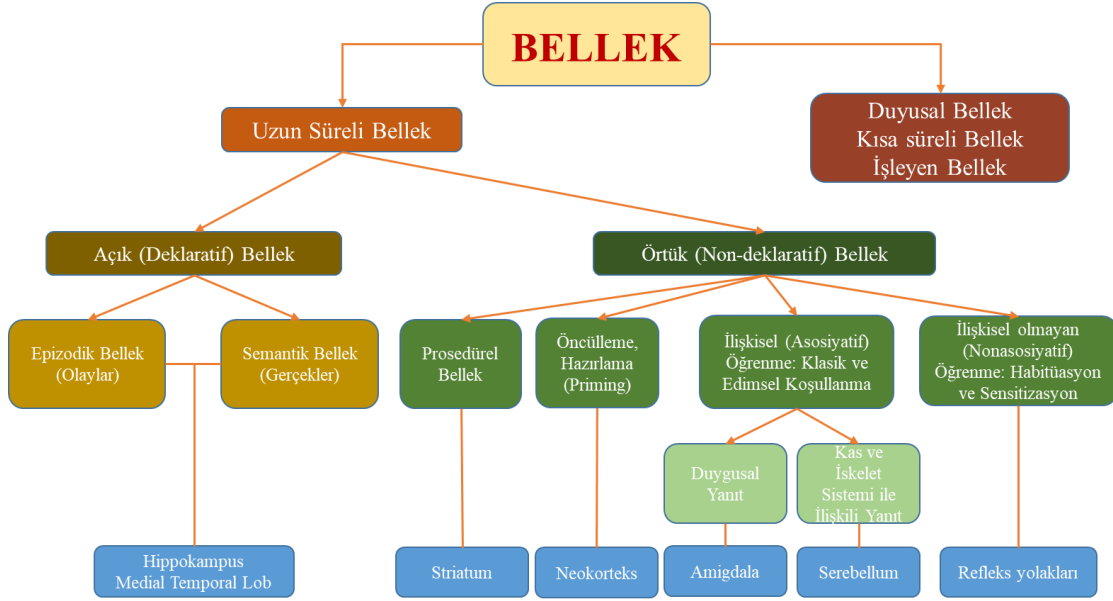 BELLEK
Uzun Süreli Bellek
Duyusal Bellek
Kısa süreli Bellek
İşleyen Bellek
Açık (Deklaratif) Bellek
Örtük (Non-deklaratif) Bellek
Epizodik Bellek
(Olaylar)
Semantik Bellek
(Gerçekler)
Prosedürel
Bellek
Öncülleme,
Hazırlama
(Priming)
İlişkisel (Asosiyatif)
Öğrenme: Klasik ve
Edimsel Koşullanma
İlişkisel olmayan
(Nonasosiyatif)
Öğrenme: Habitüasyon
ve Sensitizasyon
Duygusal
Yanıt
Kas ve
İskelet
Sistemi ile
İlişkili Yanıt
Hippokampus
Medial Temporal Lob
Striatum
Neokorteks
Amigdala
Serebellum
Refleks yolakları